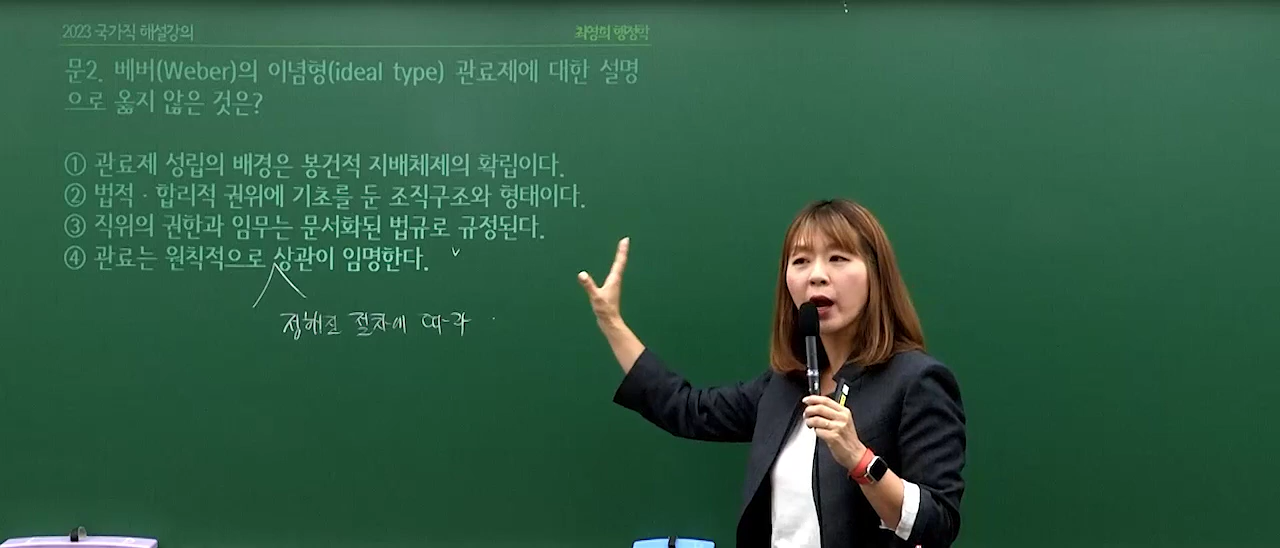 2023 국가직 해설강의
최영희 행정학
문2. 베버(Weber)의 이념형(ideal type) 관료제에 대한 설명
으로 옳지 않은 것은?
① 관료제 성립의 배경은 봉건적 지배체제의 확립이다.
② 법적 · 합리적 권위에 기초를 둔 조직구조와 형태이다.
③ 직위의 권한과 임무는 문서화된 법규로 규정된다.
④ 관료는 원칙적으로 상관이 임명한다.
정해진 절차에 따라